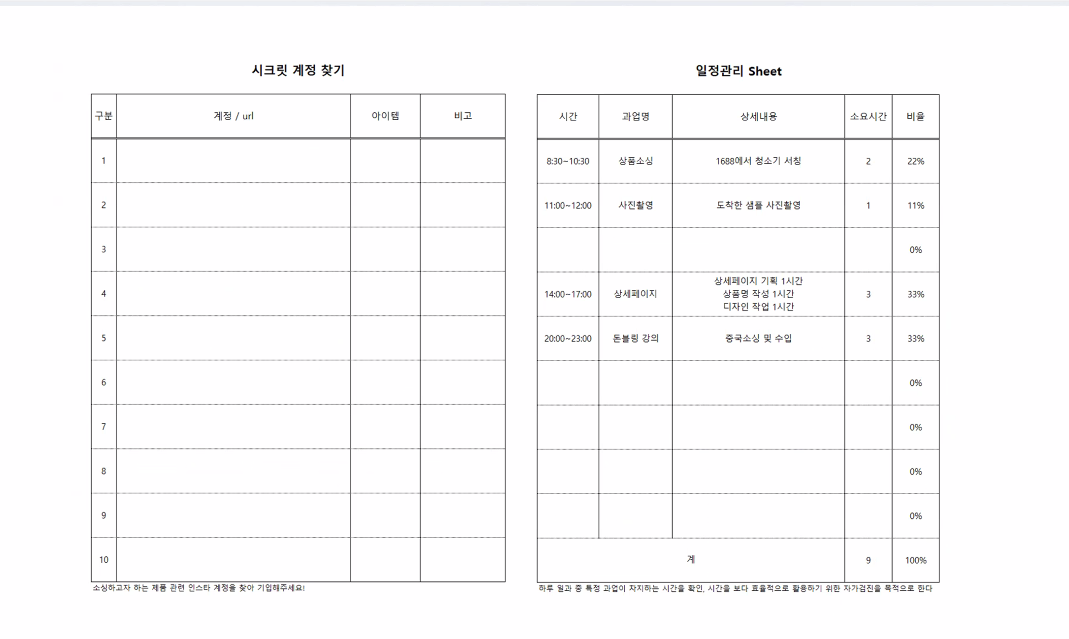 시크릿 계정 찾기
구분 계정 / url 아이템 비고
1
2
3
4
5
6
7
8
9
10
소싱하고자 하는 제품 관련 인스타 계정을 찾아 기입해주세요!
일정관리 Sheet
시간 과업명 상세내용 소요시간 비율
8:30~10:30 상품소싱 1688에서 청소기 서칭 2 22%
11:00~12:00 사진촬영 도착한 샘플 사진촬영 1 11%
0%
상세페이지 기획 1시간
14:00~17:00 상세페이지 상품명 작성 1시간 3 33%
디자인 작업 1시간
20:00~23:00 돈블링 강의 중국소싱 및 수입 3 33%
0%
0%
0%
0%
계 9 100%
하루 일과 중 특정 과업이 차지하는 시간을 확인, 시간을 보다 효율적으로 활용하기 위한 자가검진을 목적으로 한다